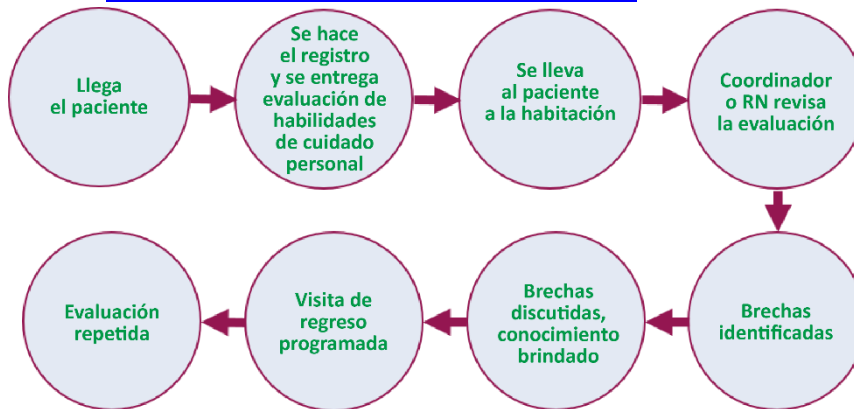 Llega
el paciente
Se hace
el registro
y se entrega
evaluación de
habilidades
de cuidado
personal
Se lleva
al paciente
a la habitación
Coordinador
o RN revisa
la evaluación
Brechas
identificadas
Brechas
discutidas,
conocimiento
brindado
Visita de
regreso
programada
Evaluación
repetida